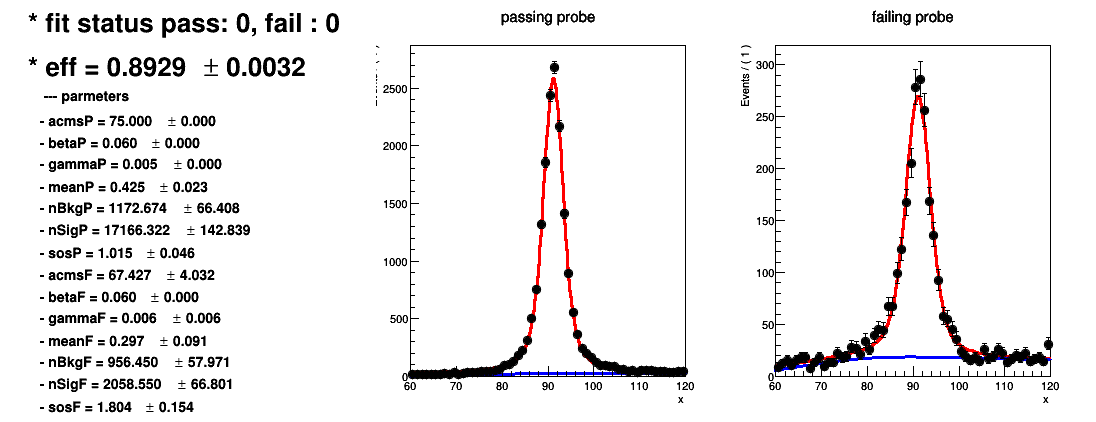 * fit status pass: 0, fail : 0
* eff = 0.8929 ± 0.0032
--- parmeters
- acmsP = 75.000 ± 0.000
- betaP = 0.060 ± 0.000
- gammaP = 0.005 ± 0.000
- meanP = 0.425 ± 0.023
- nBkgP = 1172.674 ± 66.408
- nSigP = 17166.322 ± 142.839
- sosP = 1.015 ± 0.046
- acmsF = 67.427 ± 4.032
- betaF = 0.060 ± 0.000
- gammaF = 0.006 ± 0.006
- meanF = 0.297 ± 0.091
- nBkgF = 956.450 ± 57.971
- nSigF = 2058.550 ± 66.801
- sosF = 1.804 ± 0.154
passing probe
2500
2000
1500
1000
500
0
60 70 80 90 100 110 120
x
failing probe
Events / ( 1 )
300
250
200
150
100
50
0
60 70 80 90 100 110 120
x